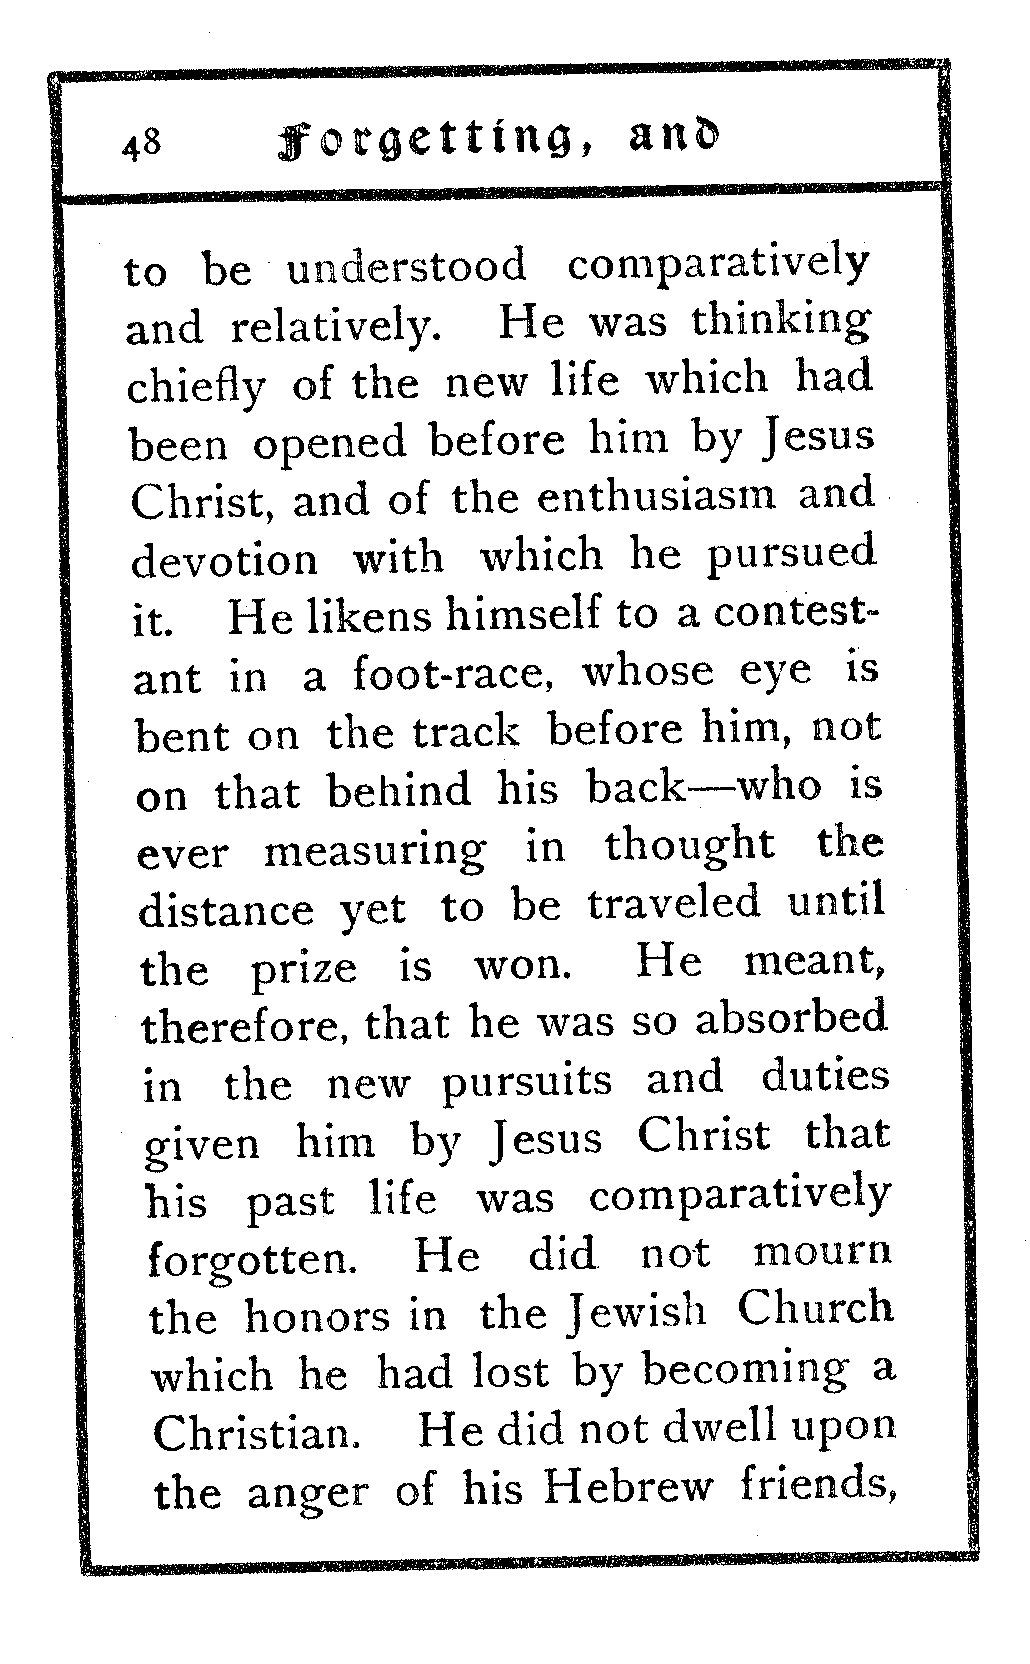 48 Forgetting, and
to be understood comparatively
and relatively. He was thinking
chiefly of the new life which had
been opened before him by Jesus
Christ, and of the enthusiasm and
devotion with which he pursued
it. He likens himself to a contest-
ant in a foot-race, whose eye is
bent on the track before him, not
on that behind his back—who is
ever measuring in thought the
distance yet to be traveled until
the prize is won. He meant,
therefore, that he was so absorbed
in the new pursuits and duties
given him by Jesus Christ that
his past life was comparatively
forgotten. He did not mourn
the honors in the Jewish Church
which he had lost by becoming a
Christian. He did not dwell upon
the anger of his Hebrew friends,